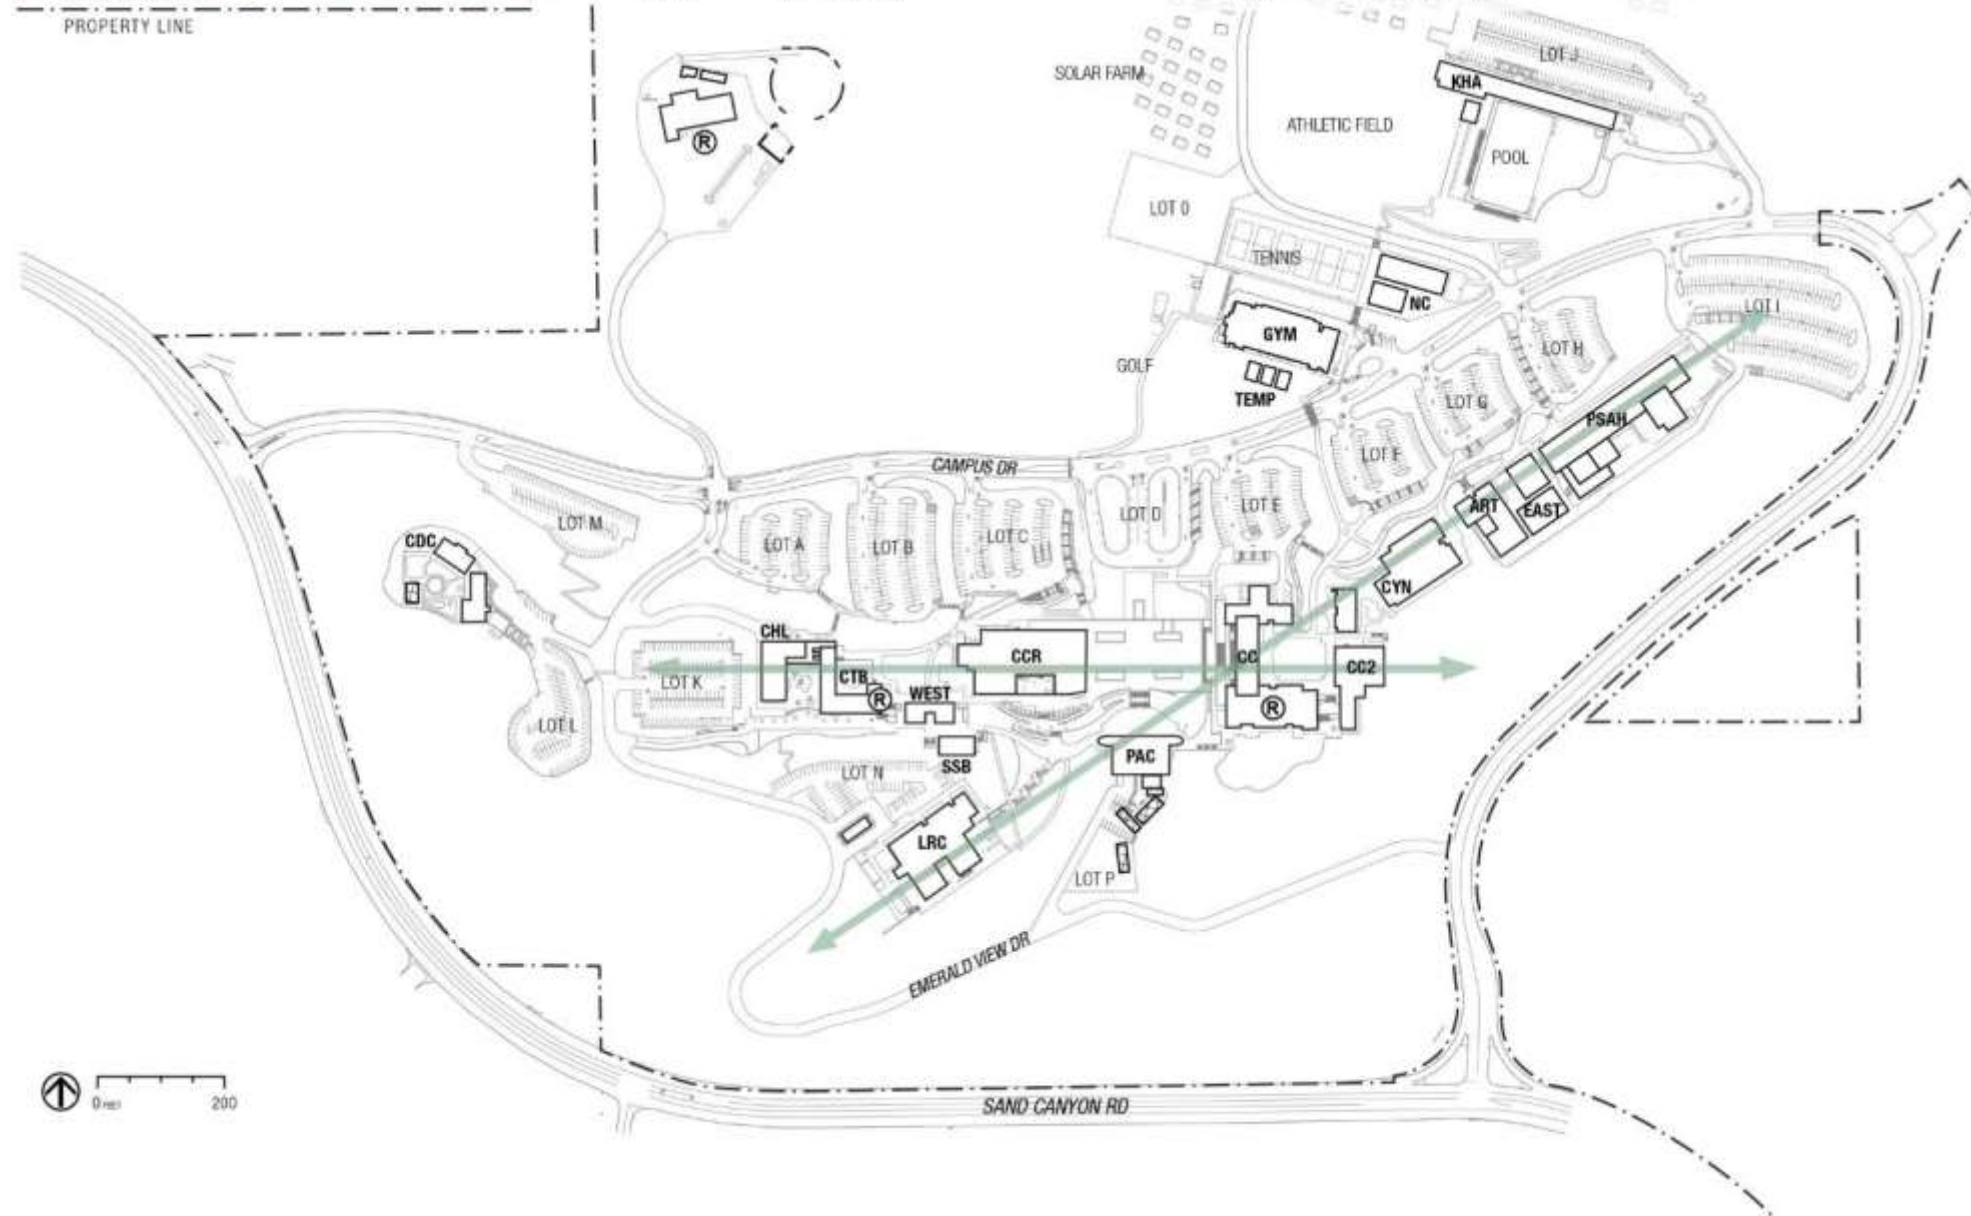 PROPERTY LINE
SOLAR FARM
LOT J
KHA
ATHLETIC FIELD
POOL
R
LOT O
TENNIS
NC
LOT I
GYM
LOT H
GOLF
TEMP
LOT G
PSAH
LOT F
CAMPUS DR
LOT M
LOT A
LOT B
LOT C
LOT D
LOT E
ART
EAST
CDC
CYN
CHL
CCR
CC
CC2
LOT K
CTB
R
WEST
R
LOT L
PAC
SSB
LOT N
LRC
LOT P
EMERALD VIEW DR
0 FEET 200
SAND CANYON RD